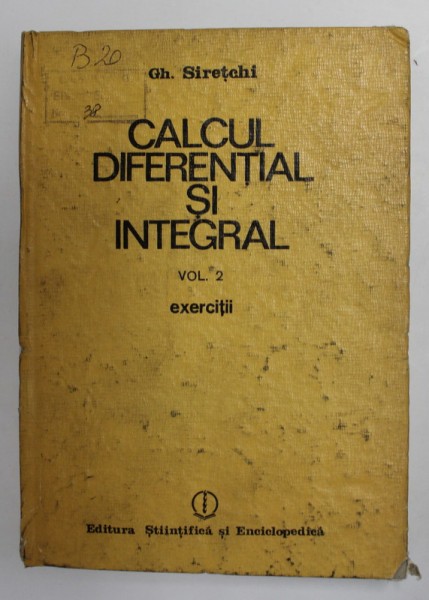 B-20
Gh. Sirețchi
38
CALCUL
DIFERENȚIAL
ȘI
INTEGRAL
VOL. 2
exerciții
Editura Științifică și Enciclopedică